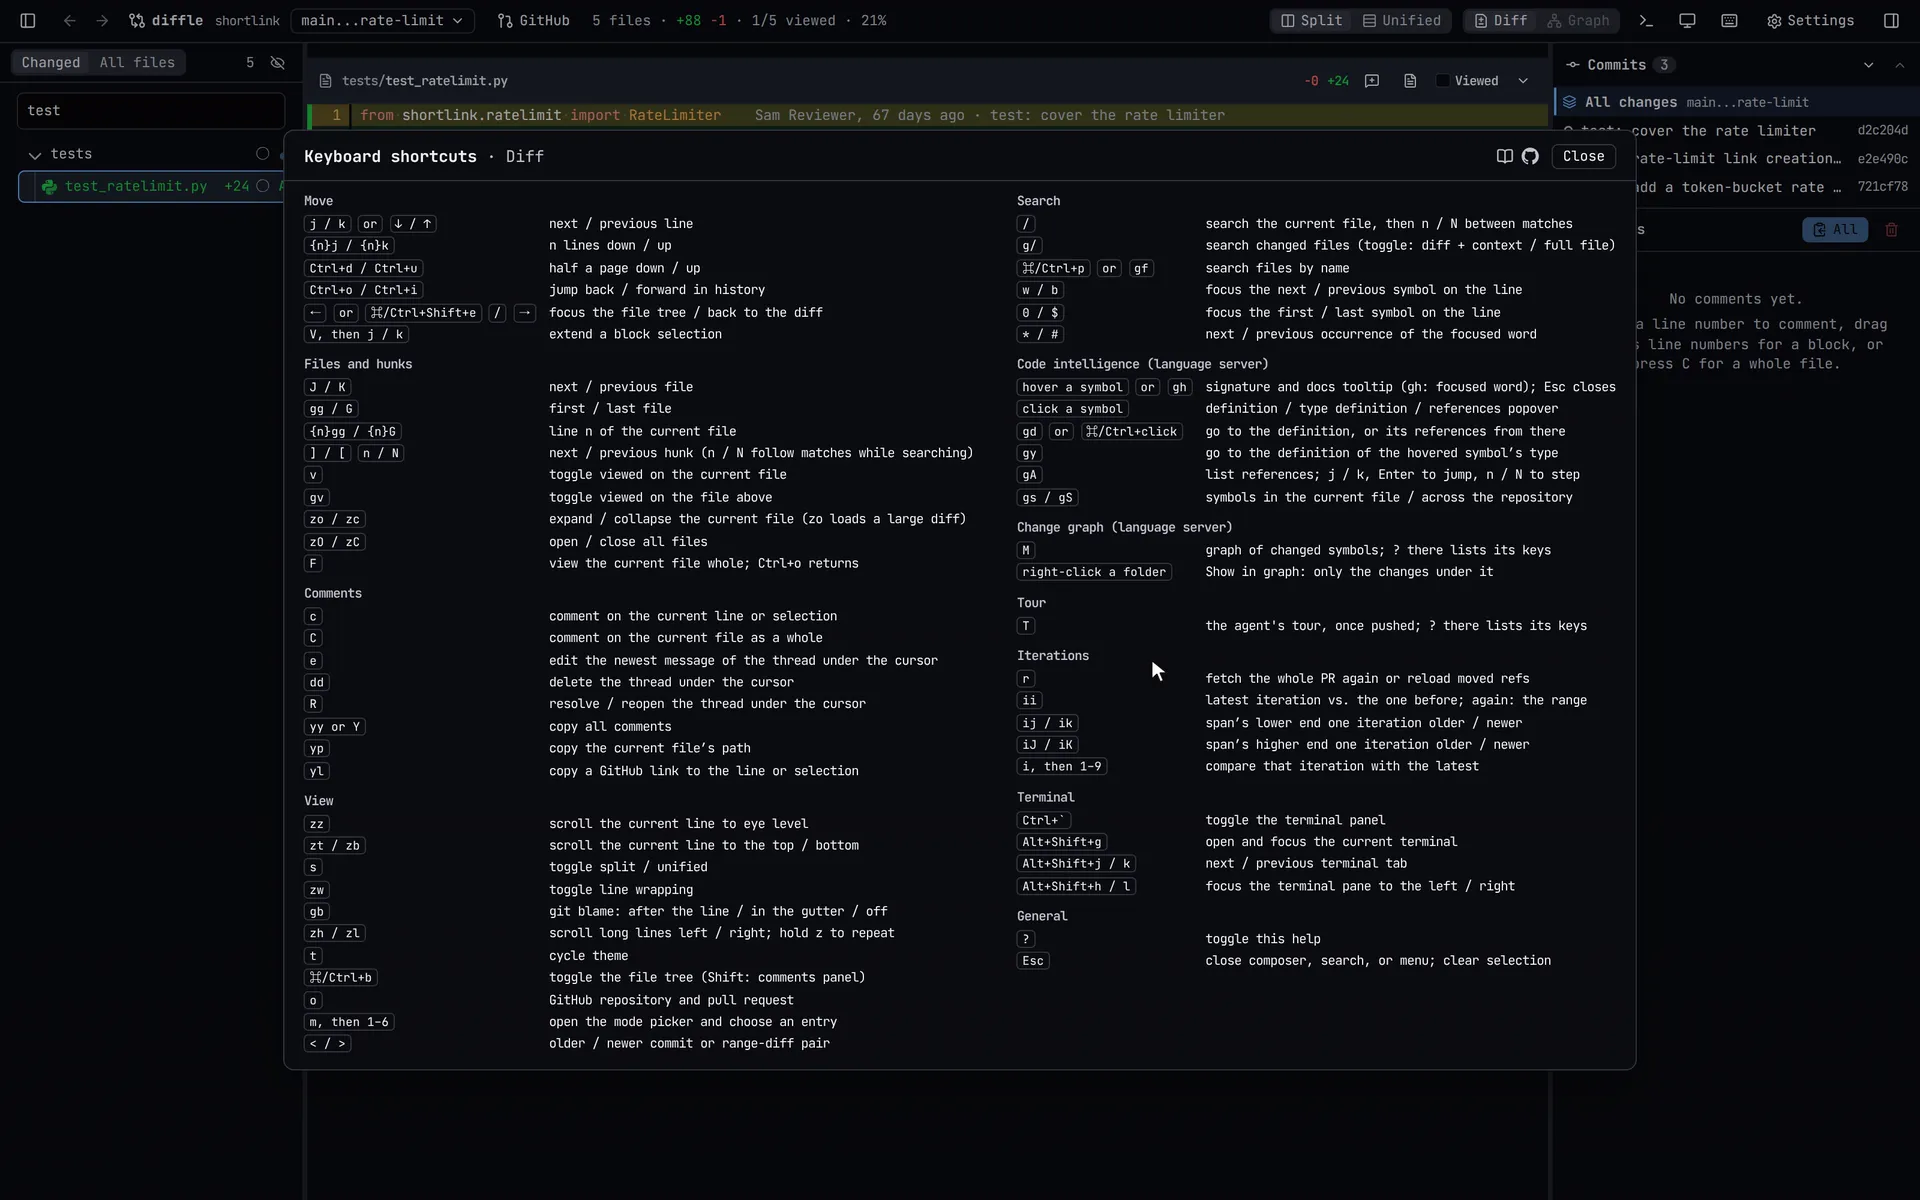 diffle shortlink main...rate-limit GitHub 5 files · +88 -1 · 1/5 viewed · 21% Split Unified Diff Graph Settings
Changed All files 5
test
tests
test_ratelimit.py +24
tests/test_ratelimit.py -0 +24 Viewed
1 from shortlink.ratelimit import RateLimiter Sam Reviewer, 67 days ago · test: cover the rate limiter
Commits 3
All changes main...rate-limit
test: cover the rate limiter d2c204d
rate-limit link creation… e2e490c
add a token-bucket rate … 721cf78
All
No comments yet.
a line number to comment, drag
line numbers for a block, or
press C for a whole file.
Keyboard shortcuts · Diff Close
Move
j / k or ↓ / ↑ next / previous line
{n}j / {n}k n lines down / up
Ctrl+d / Ctrl+u half a page down / up
Ctrl+o / Ctrl+i jump back / forward in history
← or ⌘/Ctrl+Shift+e / → focus the file tree / back to the diff
V, then j / k extend a block selection
Files and hunks
J / K next / previous file
gg / G first / last file
{n}gg / {n}G line n of the current file
] / [ n / N next / previous hunk (n / N follow matches while searching)
v toggle viewed on the current file
gv toggle viewed on the file above
zo / zc expand / collapse the current file (zo loads a large diff)
zO / zC open / close all files
F view the current file whole; Ctrl+o returns
Comments
c comment on the current line or selection
C comment on the current file as a whole
e edit the newest message of the thread under the cursor
dd delete the thread under the cursor
R resolve / reopen the thread under the cursor
yy or Y copy all comments
yp copy the current file’s path
yl copy a GitHub link to the line or selection
View
zz scroll the current line to eye level
zt / zb scroll the current line to the top / bottom
s toggle split / unified
zw toggle line wrapping
gb git blame: after the line / in the gutter / off
zh / zl scroll long lines left / right; hold z to repeat
t cycle theme
⌘/Ctrl+b toggle the file tree (Shift: comments panel)
o GitHub repository and pull request
m, then 1–6 open the mode picker and choose an entry
< / > older / newer commit or range-diff pair
Search
/ search the current file, then n / N between matches
g/ search changed files (toggle: diff + context / full file)
⌘/Ctrl+p or gf search files by name
w / b focus the next / previous symbol on the line
0 / $ focus the first / last symbol on the line
* / # next / previous occurrence of the focused word
Code intelligence (language server)
hover a symbol or gh signature and docs tooltip (gh: focused word); Esc closes
click a symbol definition / type definition / references popover
gd or ⌘/Ctrl+click go to the definition, or its references from there
gy go to the definition of the hovered symbol’s type
gA list references; j / k, Enter to jump, n / N to step
gs / gS symbols in the current file / across the repository
Change graph (language server)
M graph of changed symbols; ? there lists its keys
right-click a folder Show in graph: only the changes under it
Tour
T the agent's tour, once pushed; ? there lists its keys
Iterations
r fetch the whole PR again or reload moved refs
ii latest iteration vs. the one before; again: the range
ij / ik span’s lower end one iteration older / newer
iJ / iK span’s higher end one iteration older / newer
i, then 1–9 compare that iteration with the latest
Terminal
Ctrl+` toggle the terminal panel
Alt+Shift+g open and focus the current terminal
Alt+Shift+j / k next / previous terminal tab
Alt+Shift+h / l focus the terminal pane to the left / right
General
? toggle this help
Esc close composer, search, or menu; clear selection